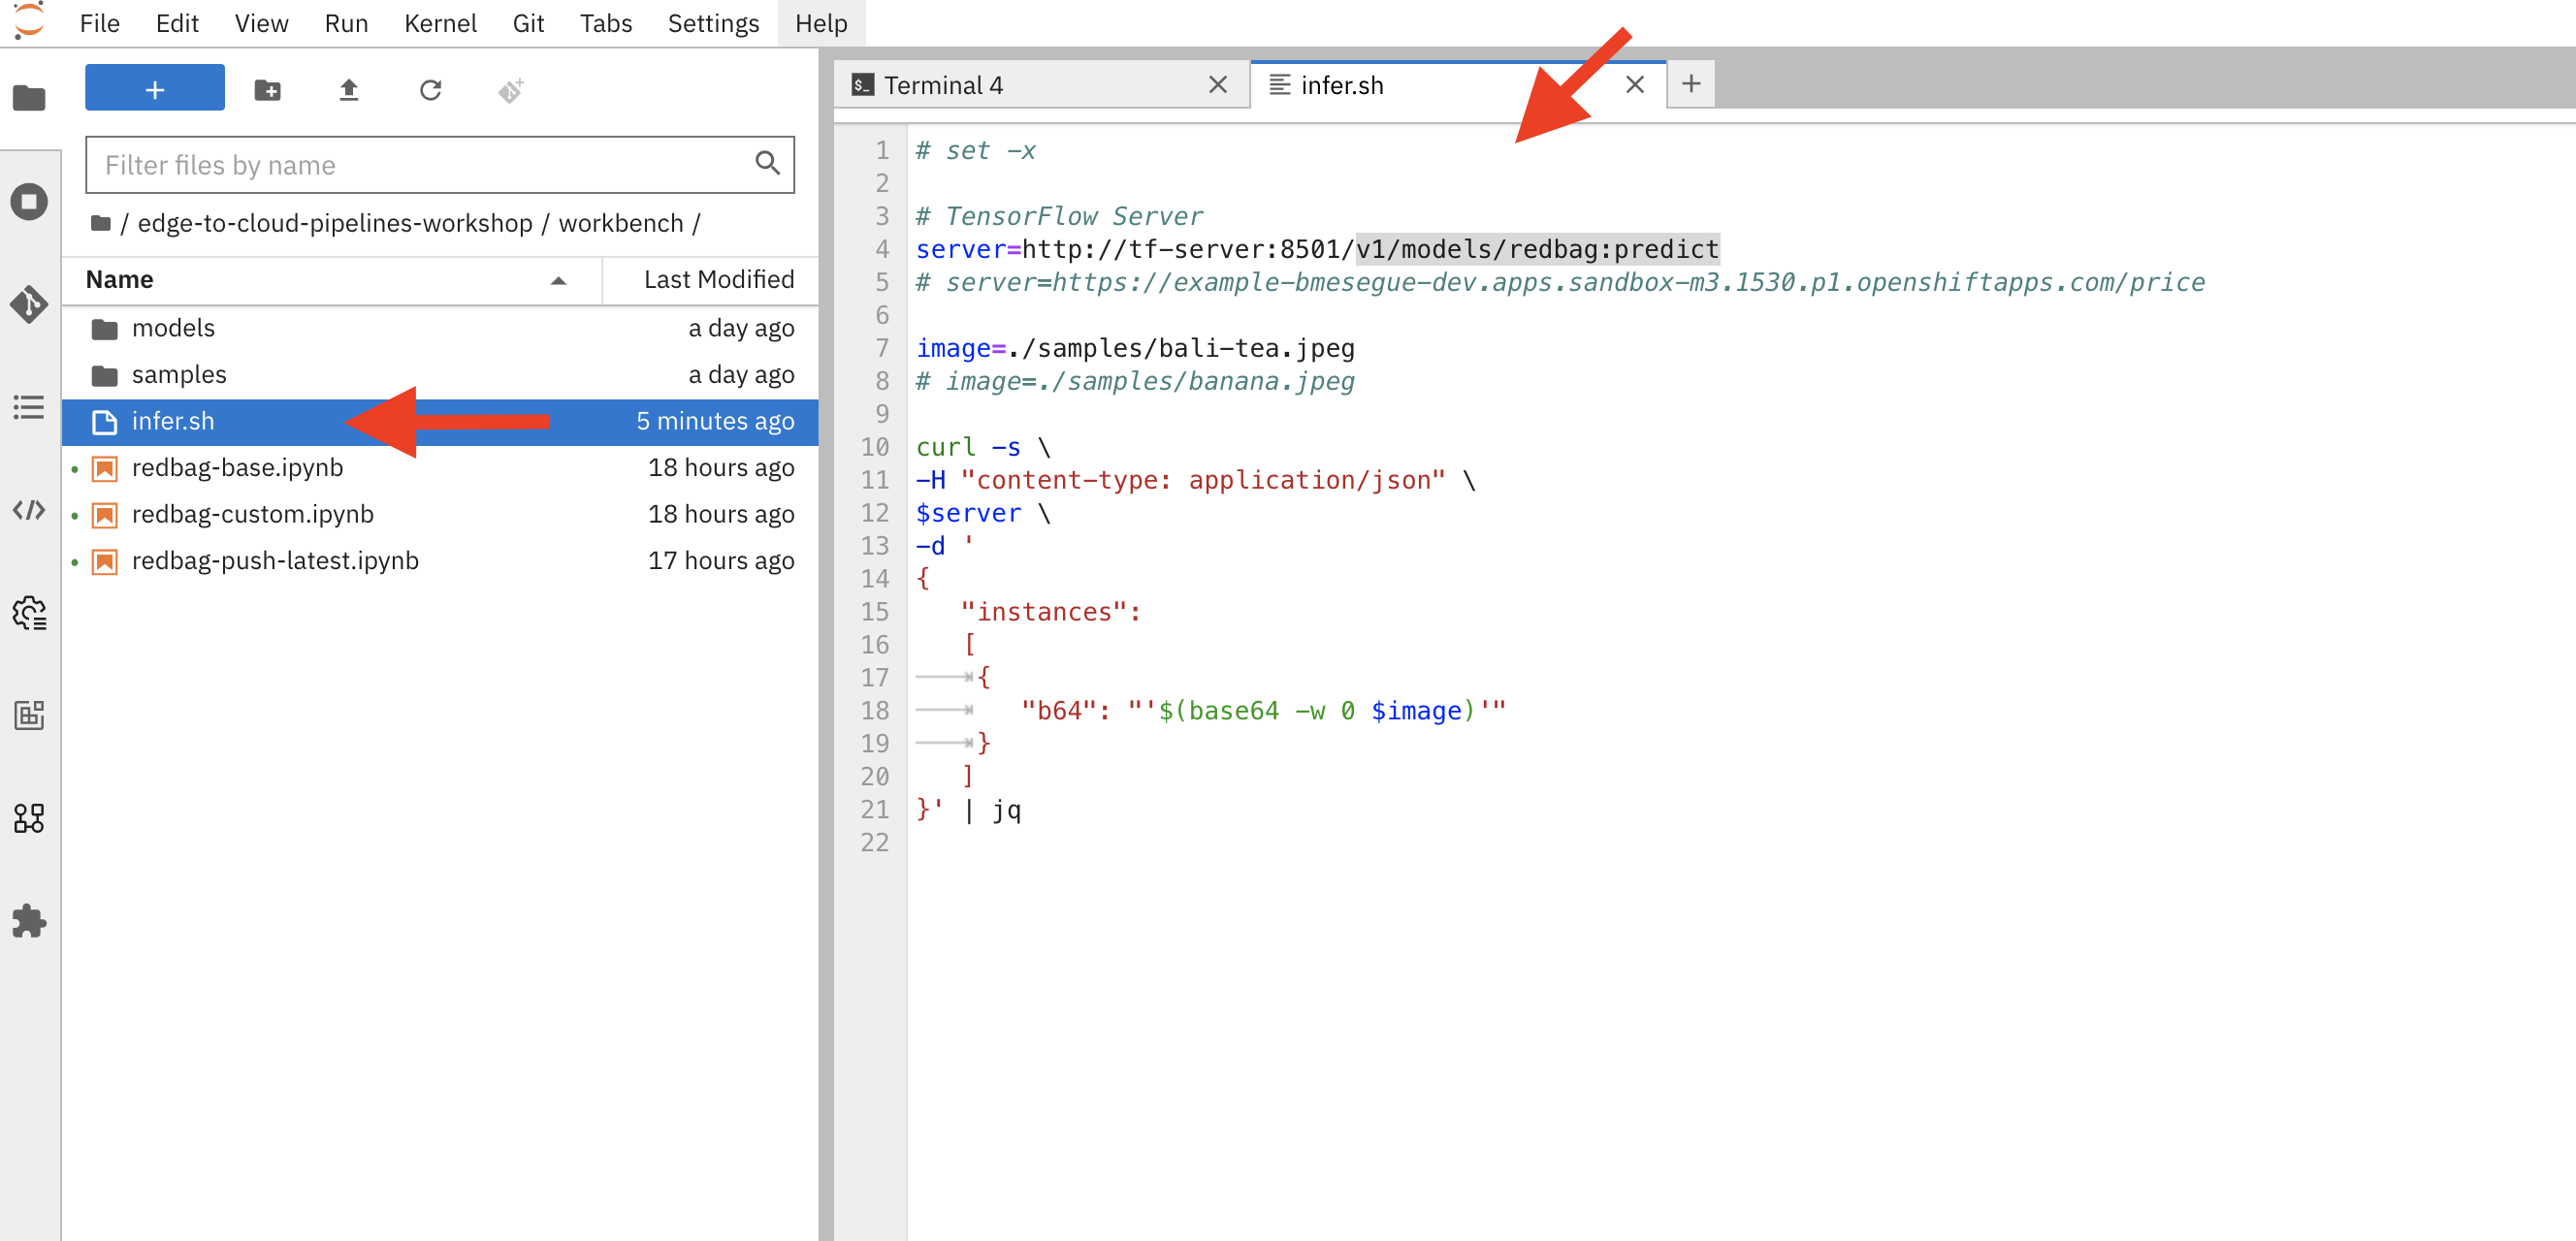 File Edit View Run Kernel Git Tabs Settings Help
+
Filter files by name
/ edge-to-cloud-pipelines-workshop / workbench /
Name Last Modified
models a day ago
samples a day ago
infer.sh 5 minutes ago
redbag-base.ipynb 18 hours ago
redbag-custom.ipynb 18 hours ago
redbag-push-latest.ipynb 17 hours ago
$_ Terminal 4 × infer.sh × +
1 # set -x
2
3 # TensorFlow Server
4 server=http://tf-server:8501/v1/models/redbag:predict
5 # server=https://example-bmesegue-dev.apps.sandbox-m3.1530.p1.openshiftapps.com/price
6
7 image=./samples/bali-tea.jpeg
8 # image=./samples/banana.jpeg
9
10 curl -s \
11 -H "content-type: application/json" \
12 $server \
13 -d '
14 {
15 "instances":
16 [
17 {
18 "b64": "'$(base64 -w 0 $image)'"
19 }
20 ]
21 }' | jq
22